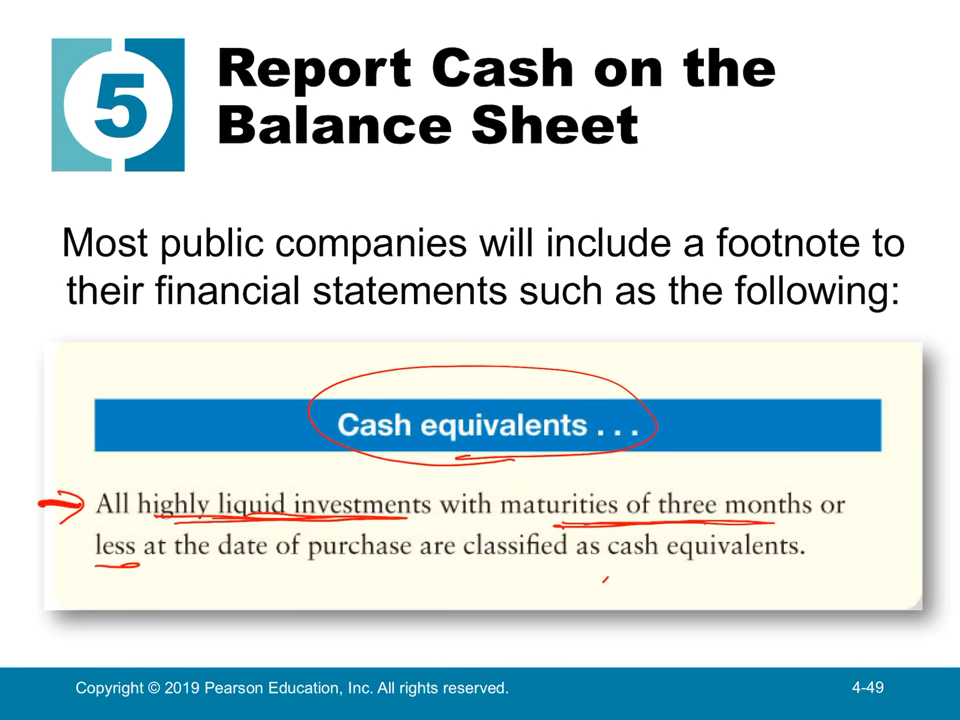 5
Report Cash on the
Balance Sheet
Most public companies will include a footnote to
their financial statements such as the following:
Cash equivalents . . .
All highly liquid investments with maturities of three months or
less at the date of purchase are classified as cash equivalents.
Copyright © 2019 Pearson Education, Inc. All rights reserved.
4-49